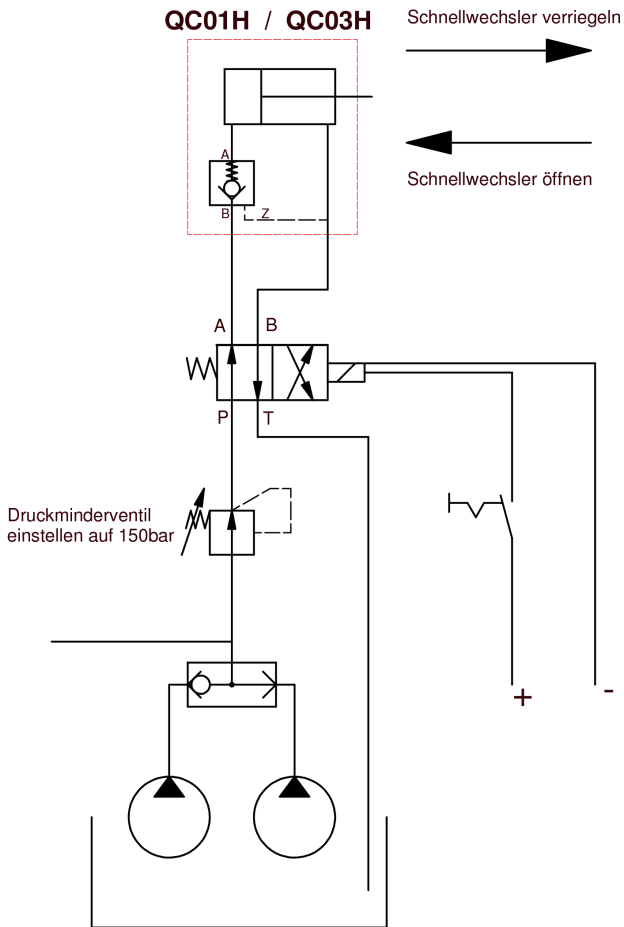 QC01H / QC03H
Schnellwechsler verriegeln
Schnellwechsler öffnen
A
B
Z
A
B
P
T
Druckminderventil
einstellen auf 150bar
+
-